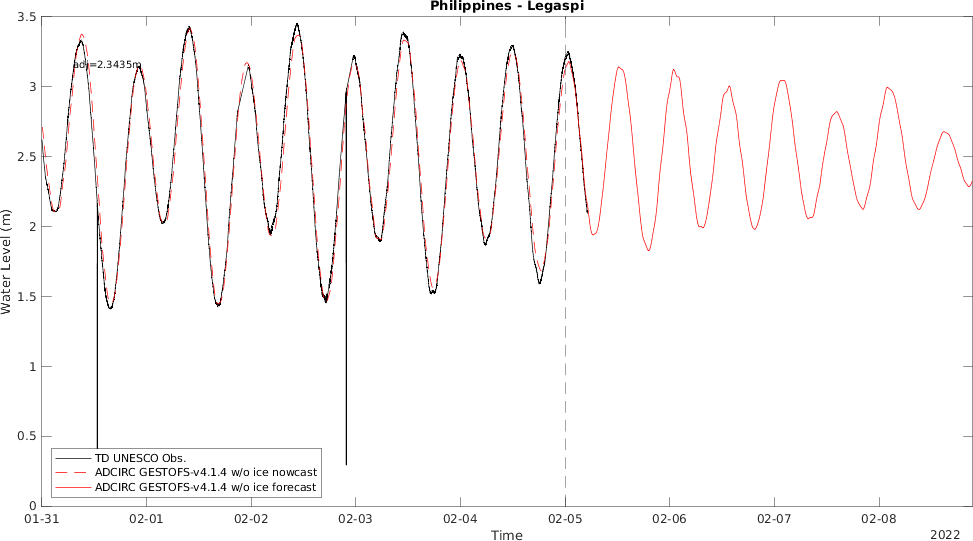 Philippines - Legaspi
3.5
3
2.5
2
1.5
1
0.5
0
Water Level (m)
adj=2.3435m
TD UNESCO Obs.
ADCIRC GESTOFS-v4.1.4 w/o ice nowcast
ADCIRC GESTOFS-v4.1.4 w/o ice forecast
01-31 02-01 02-02 02-03 02-04 02-05 02-06 02-07 02-08
Time
2022